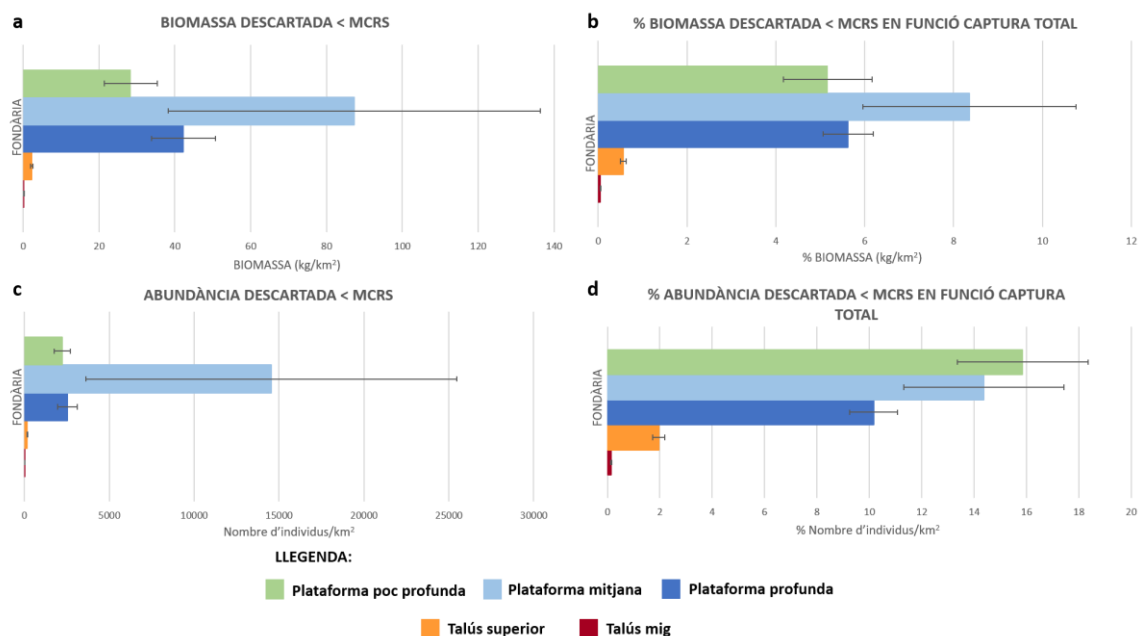 a
BIOMASSA DESCARTADA < MCRS
FONDÀRIA
0 20 40 60 80 100 120 140
BIOMASSA (kg/km²)
b
% BIOMASSA DESCARTADA < MCRS EN FUNCIÓ CAPTURA TOTAL
FONDÀRIA
0 2 4 6 8 10 12
% BIOMASSA (kg/km²)
c
ABUNDÀNCIA DESCARTADA < MCRS
FONDÀRIA
0 5000 10000 15000 20000 25000 30000
Nombre d'individus/km²
d
% ABUNDÀNCIA DESCARTADA < MCRS EN FUNCIÓ CAPTURA
TOTAL
FONDÀRIA
0 2 4 6 8 10 12 14 16 18 20
% Nombre d'individus/km²
LLEGENDA:
Plataforma poc profunda Plataforma mitjana Plataforma profunda
Talús superior Talús mig